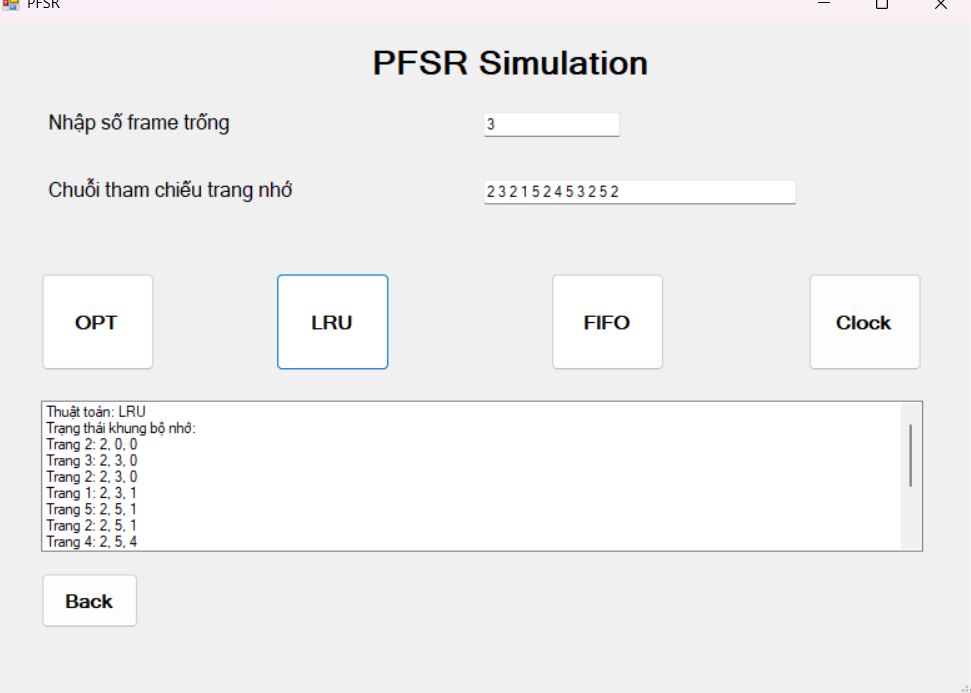 PFSR
PFSR Simulation
Nhập số frame trống
3
Chuỗi tham chiếu trang nhớ
2 3 2 1 5 2 4 5 3 2 5 2
OPT
LRU
FIFO
Clock
Thuật toán: LRU
Trạng thái khung bộ nhớ:
Trang 2: 2, 0, 0
Trang 3: 2, 3, 0
Trang 2: 2, 3, 0
Trang 1: 2, 3, 1
Trang 5: 2, 5, 1
Trang 2: 2, 5, 1
Trang 4: 2, 5, 4
Back